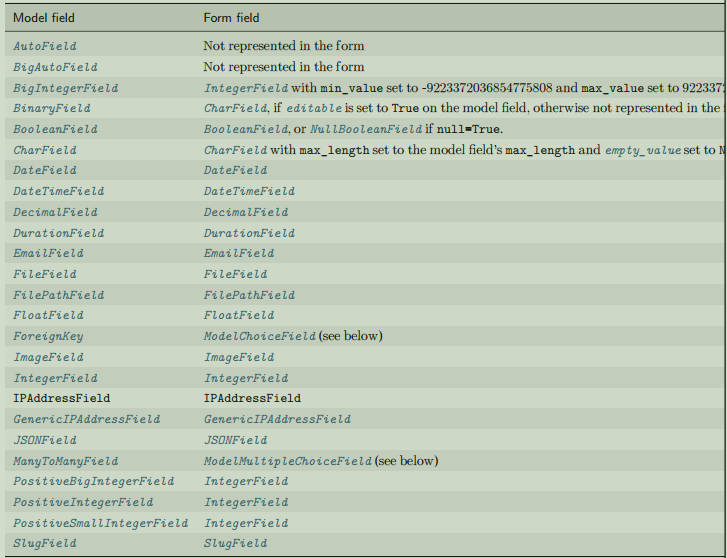 Model field Form field
AutoField Not represented in the form
BigAutoField Not represented in the form
BigIntegerField IntegerField with min_value set to -9223372036854775808 and max_value set to 922337
BinaryField CharField, if editable is set to True on the model field, otherwise not represented in the
BooleanField BooleanField, or NullBooleanField if null=True.
CharField CharField with max_length set to the model field's max_length and empty_value set to N
DateField DateField
DateTimeField DateTimeField
DecimalField DecimalField
DurationField DurationField
EmailField EmailField
FileField FileField
FilePathField FilePathField
FloatField FloatField
ForeignKey ModelChoiceField (see below)
ImageField ImageField
IntegerField IntegerField
IPAddressField IPAddressField
GenericIPAddressField GenericIPAddressField
JSONField JSONField
ManyToManyField ModelMultipleChoiceField (see below)
PositiveBigIntegerField IntegerField
PositiveIntegerField IntegerField
PositiveSmallIntegerField IntegerField
SlugField SlugField